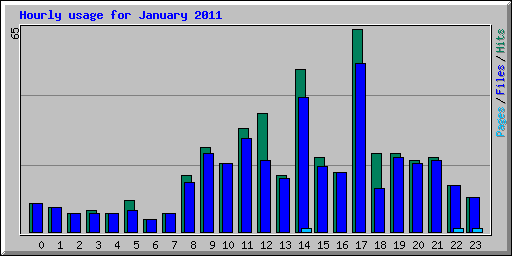 Hourly usage for January 2011
65
Pages / Files / Hits
0 1 2 3 4 5 6 7 8 9 10 11 12 13 14 15 16 17 18 19 20 21 22 23